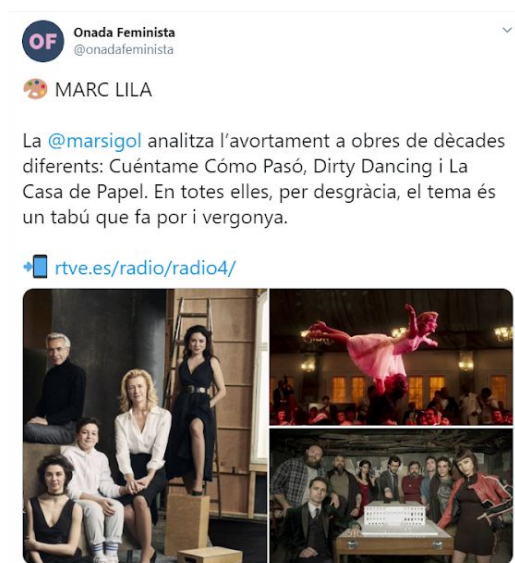 OF
Onada Feminista
@onadafeminista
🎨 MARC LILA
La @marsigol analitza l'avortament a obres de dècades
diferents: Cuéntame Cómo Pasó, Dirty Dancing i La
Casa de Papel. En totes elles, per desgràcia, el tema és
un tabú que fa por i vergonya.
📲 rtve.es/radio/radio4/